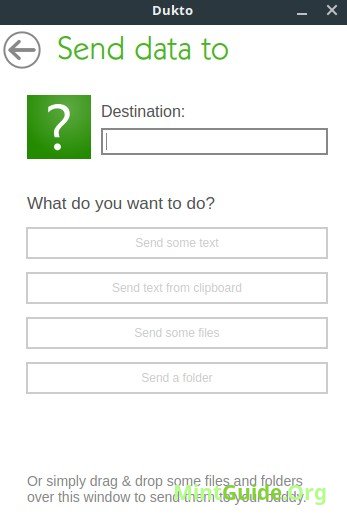 Dukto
Send data to
?
Destination:
What do you want to do?
Send some text
Send text from clipboard
Send some files
Send a folder
Or simply drag & drop some files and folders
over this window to send them to your buddy.
MintGuide.Org